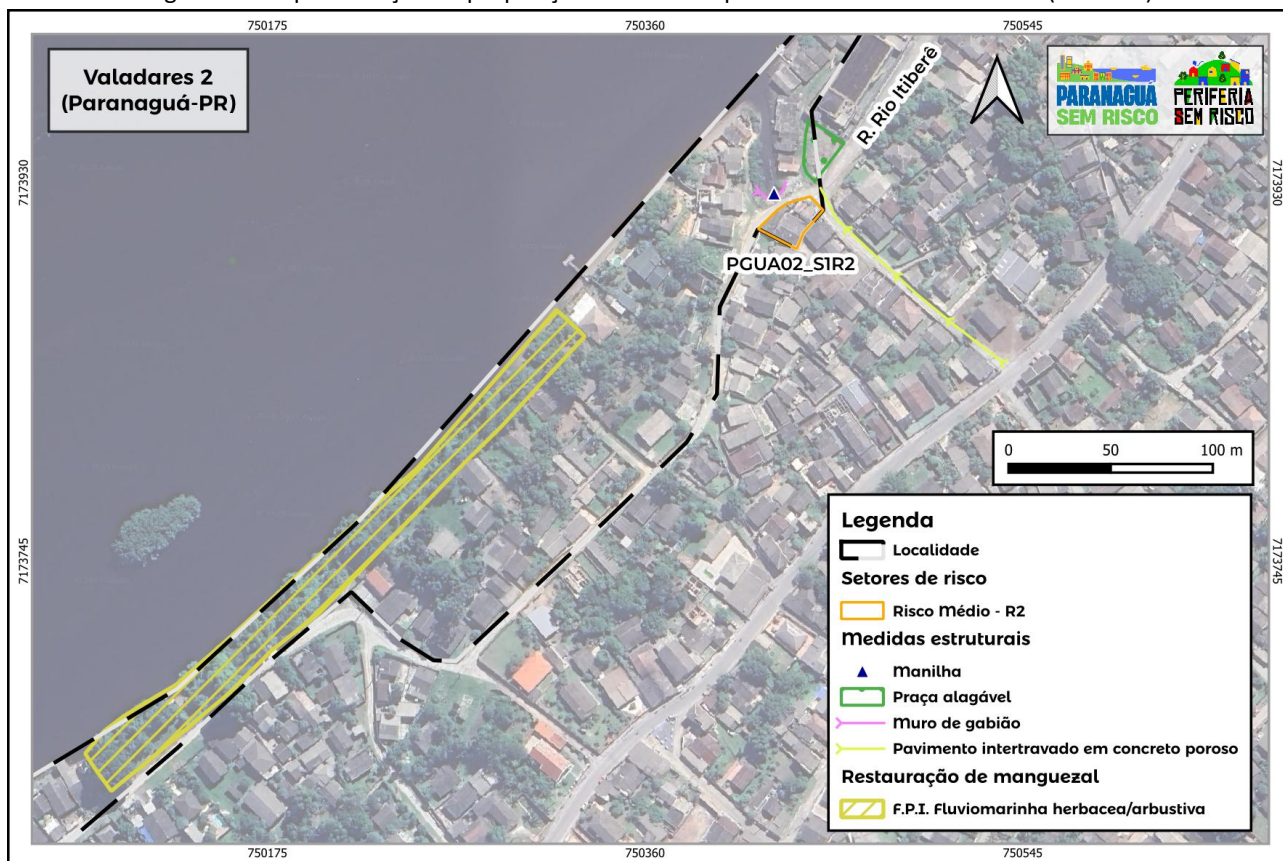 750175
750360
750545
Valadares 2
(Paranaguá-PR)
PARANAGUÁ
SEM RISCO
PERIFERIA
SEM RISCO
R. Rio Itiberê
7173930
7173930
PGUA02_S1R2
0 50 100 m
7173745
7173745
Legenda
Localidade
Setores de risco
Risco Médio - R2
Medidas estruturais
Manilha
Praça alagável
Muro de gabião
Pavimento intertravado em concreto poroso
Restauração de manguezal
F.P.I. Fluviomarinha herbacea/arbustiva
750175
750360
750545